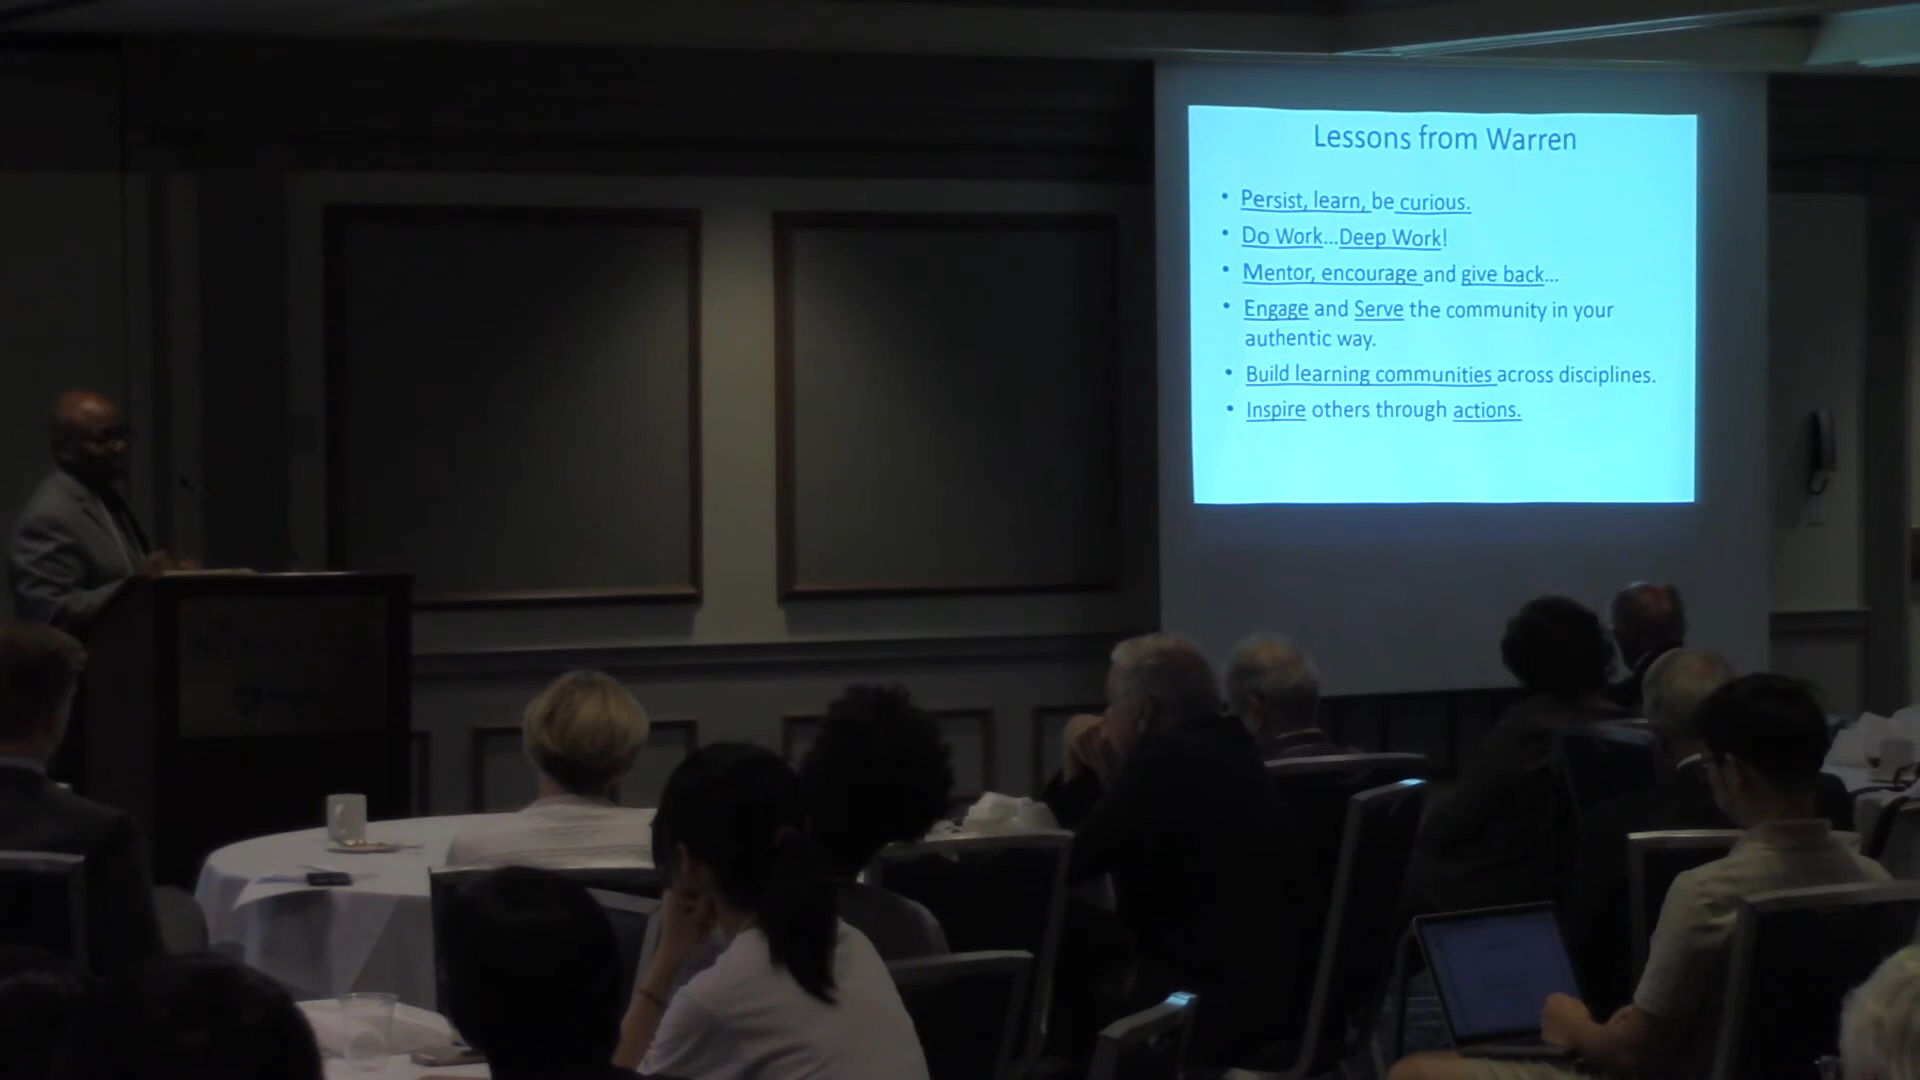 Lessons from Warren
• Persist, learn, be curious.
• Do Work...Deep Work!
• Mentor, encourage and give back...
• Engage and Serve the community in your
authentic way.
• Build learning communities across disciplines.
• Inspire others through actions.